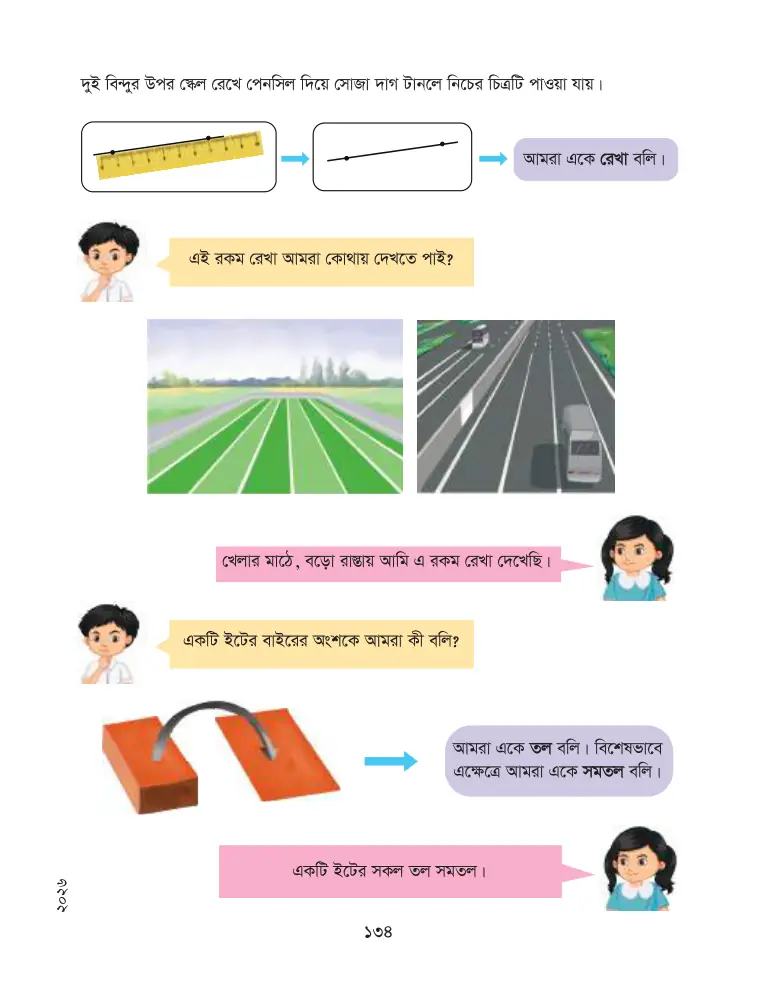 দুই বিন্দুর উপর স্কেল রেখে পেনসিল দিয়ে সোজা দাগ টানলে নিচের চিত্রটি পাওয়া যায়।
আমরা একে রেখা বলি।
এই রকম রেখা আমরা কোথায় দেখতে পাই?
খেলার মাঠে, বড়ো রাস্তায় আমি এ রকম রেখা দেখেছি।
একটি ইটের বাইরের অংশকে আমরা কী বলি?
আমরা একে তল বলি। বিশেষভাবে
এক্ষেত্রে আমরা একে সমতল বলি।
একটি ইটের সকল তল সমতল।
২০২৬
১৩৪